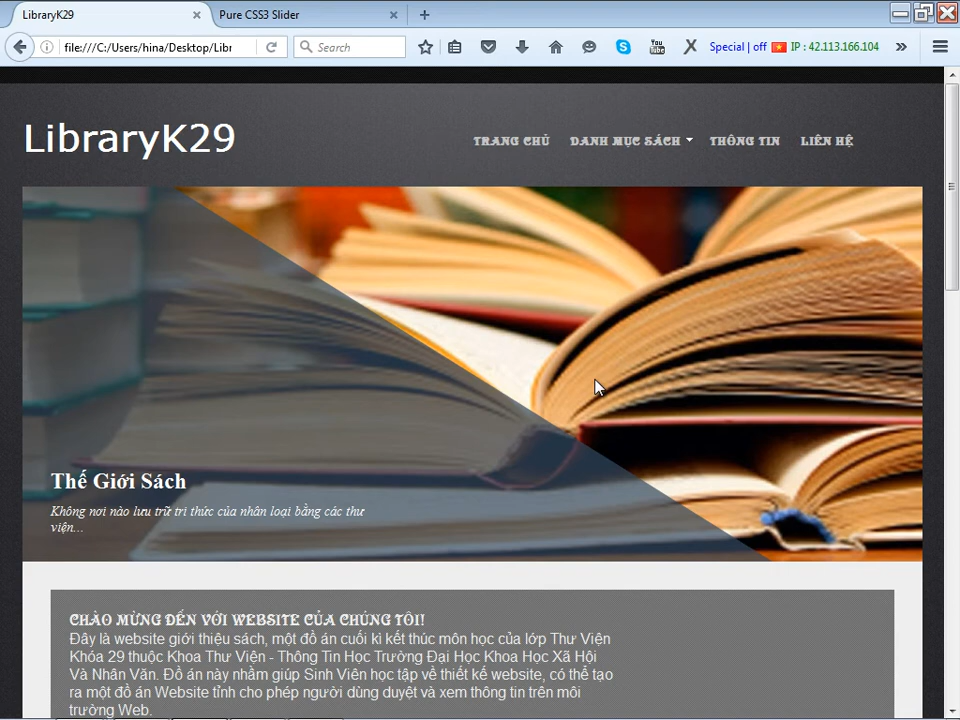 LibraryK29
Pure CSS3 Slider
file:///C:/Users/hina/Desktop/Libr
Search
You
Tube
Special | off
IP : 42.113.166.104
LibraryK29
TRANG CHỦ DANH MỤC SÁCH THÔNG TIN LIÊN HỆ
Thế Giới Sách
Không nơi nào lưu trữ tri thức của nhân loại bằng các thư
viện...
CHÀO MỪNG ĐẾN VỚI WEBSITE CỦA CHÚNG TÔI!
Đây là website giới thiệu sách, một đồ án cuối kì kết thúc môn học của lớp Thư Viện
Khóa 29 thuộc Khoa Thư Viện - Thông Tin Học Trường Đại Học Khoa Học Xã Hội
Và Nhân Văn. Đồ án này nhằm giúp Sinh Viên học tập về thiết kế website, có thể tạo
ra một đồ án Website tỉnh cho phép người dùng duyệt và xem thông tin trên môi
trường Web.